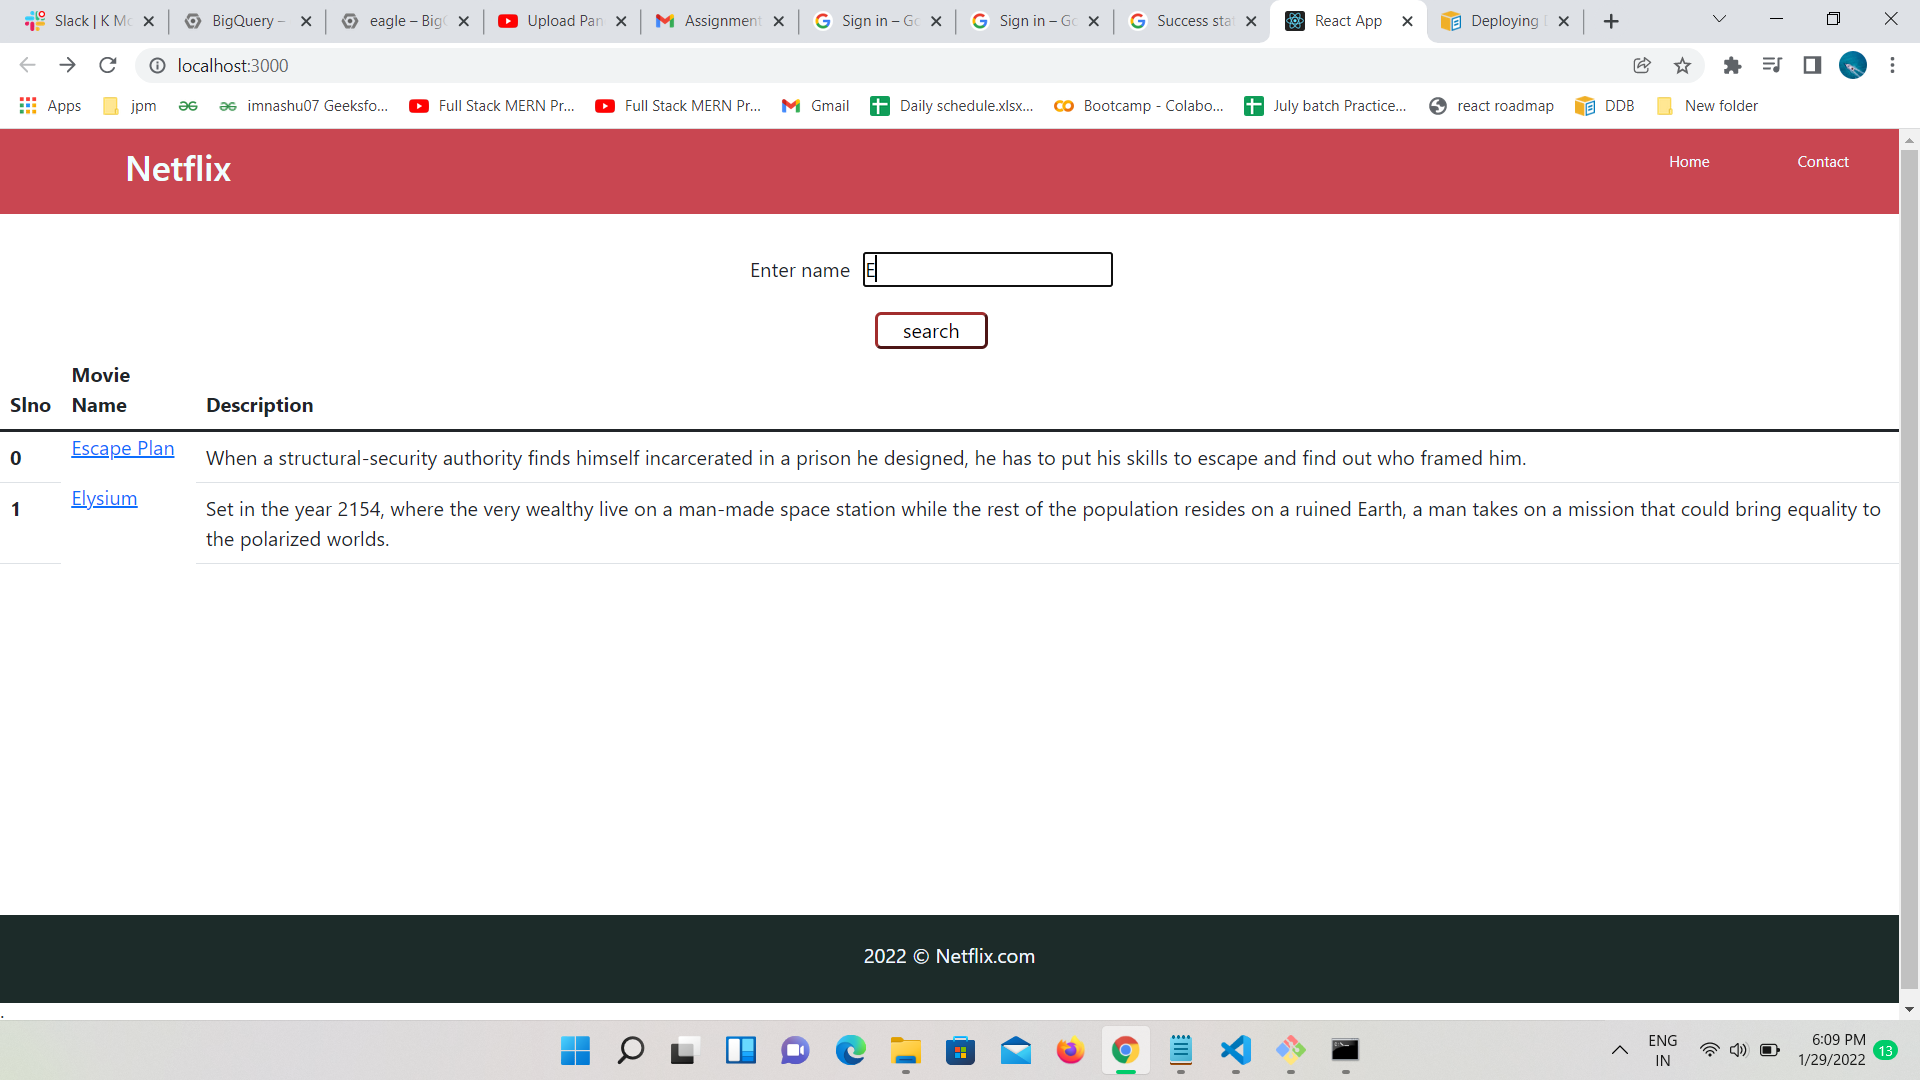 Slack | K Mo
BigQuery –
eagle – Big
Upload Pan
Assignment
Sign in – Go
Sign in – Go
Success stat
React App
Deploying
localhost:3000
Apps
jpm
imnashu07 Geeksfo...
Full Stack MERN Pr...
Full Stack MERN Pr...
Gmail
Daily schedule.xlsx...
Bootcamp - Colabo...
July batch Practice...
react roadmap
DDB
New folder
Netflix
Home
Contact
Enter name E
search
Slno Movie Name Description
0 Escape Plan When a structural-security authority finds himself incarcerated in a prison he designed, he has to put his skills to escape and find out who framed him.
1 Elysium Set in the year 2154, where the very wealthy live on a man-made space station while the rest of the population resides on a ruined Earth, a man takes on a mission that could bring equality to
the polarized worlds.
2022 © Netflix.com
.
ENG
IN
6:09 PM
1/29/2022
13